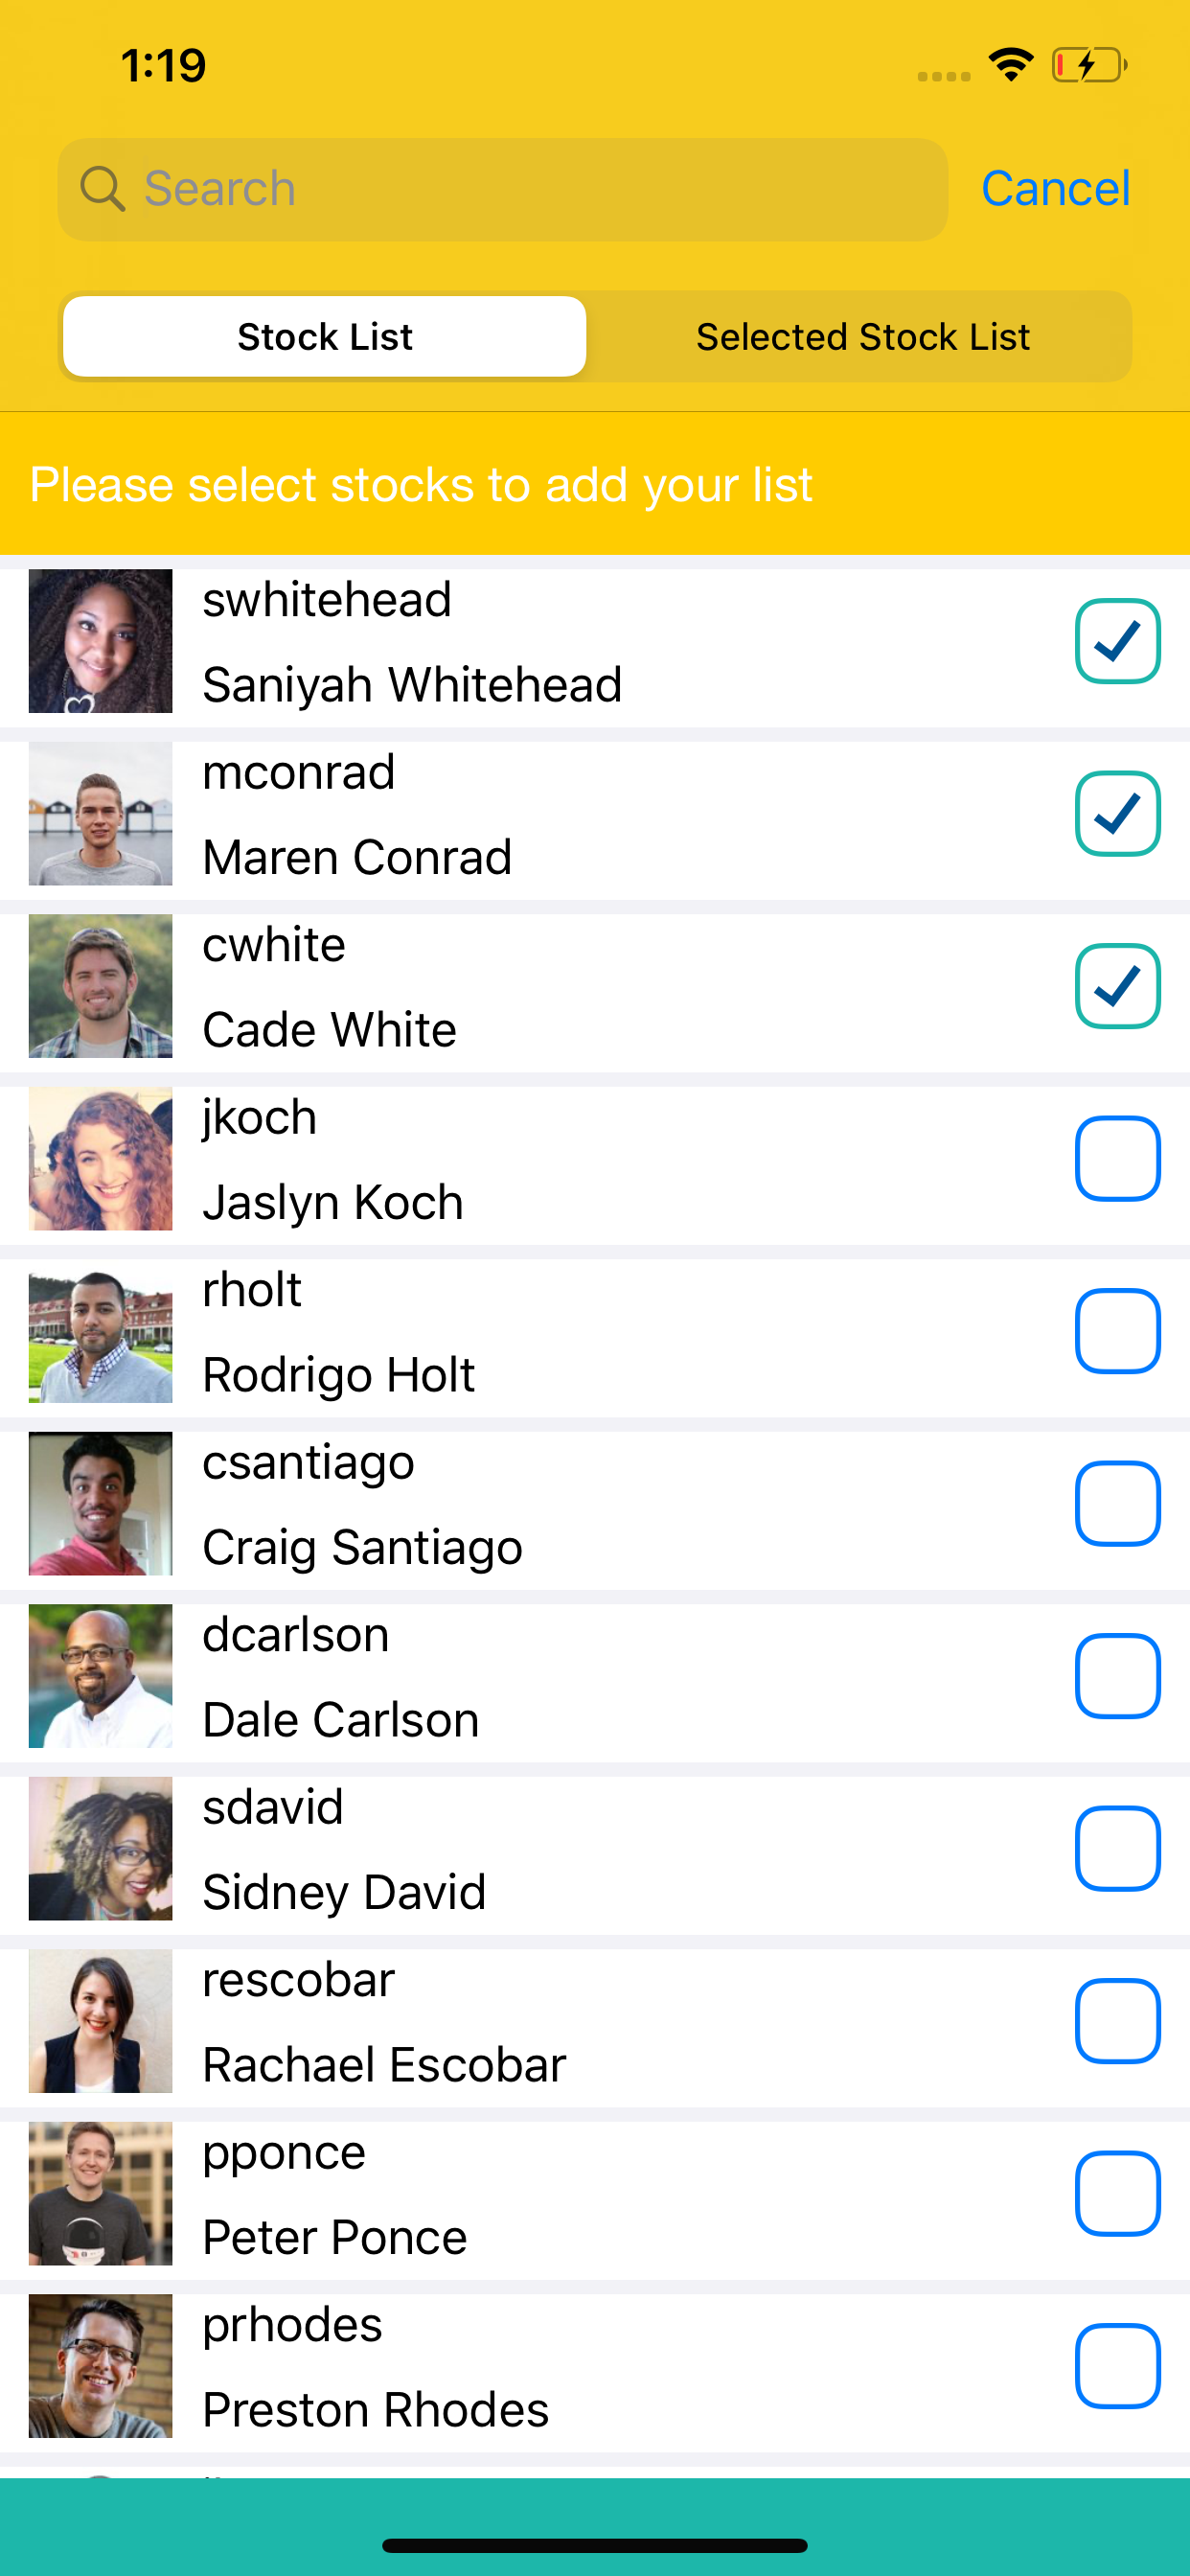 1:19
Search
Cancel
Stock List
Selected Stock List
Please select stocks to add your list
swhitehead
Saniyah Whitehead
mconrad
Maren Conrad
cwhite
Cade White
jkoch
Jaslyn Koch
rholt
Rodrigo Holt
csantiago
Craig Santiago
dcarlson
Dale Carlson
sdavid
Sidney David
rescobar
Rachael Escobar
pponce
Peter Ponce
prhodes
Preston Rhodes